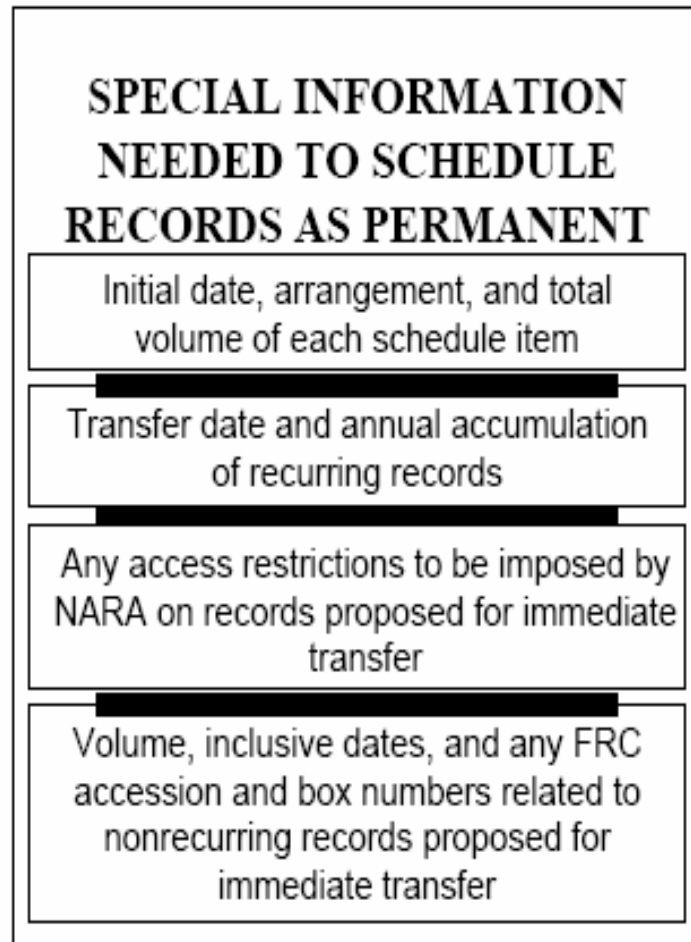 SPECIAL INFORMATION
NEEDED TO SCHEDULE
RECORDS AS PERMANENT
Initial date, arrangement, and total
volume of each schedule item
Transfer date and annual accumulation
of recurring records
Any access restrictions to be imposed by
NARA on records proposed for immediate
transfer
Volume, inclusive dates, and any FRC
accession and box numbers related to
nonrecurring records proposed for
immediate transfer